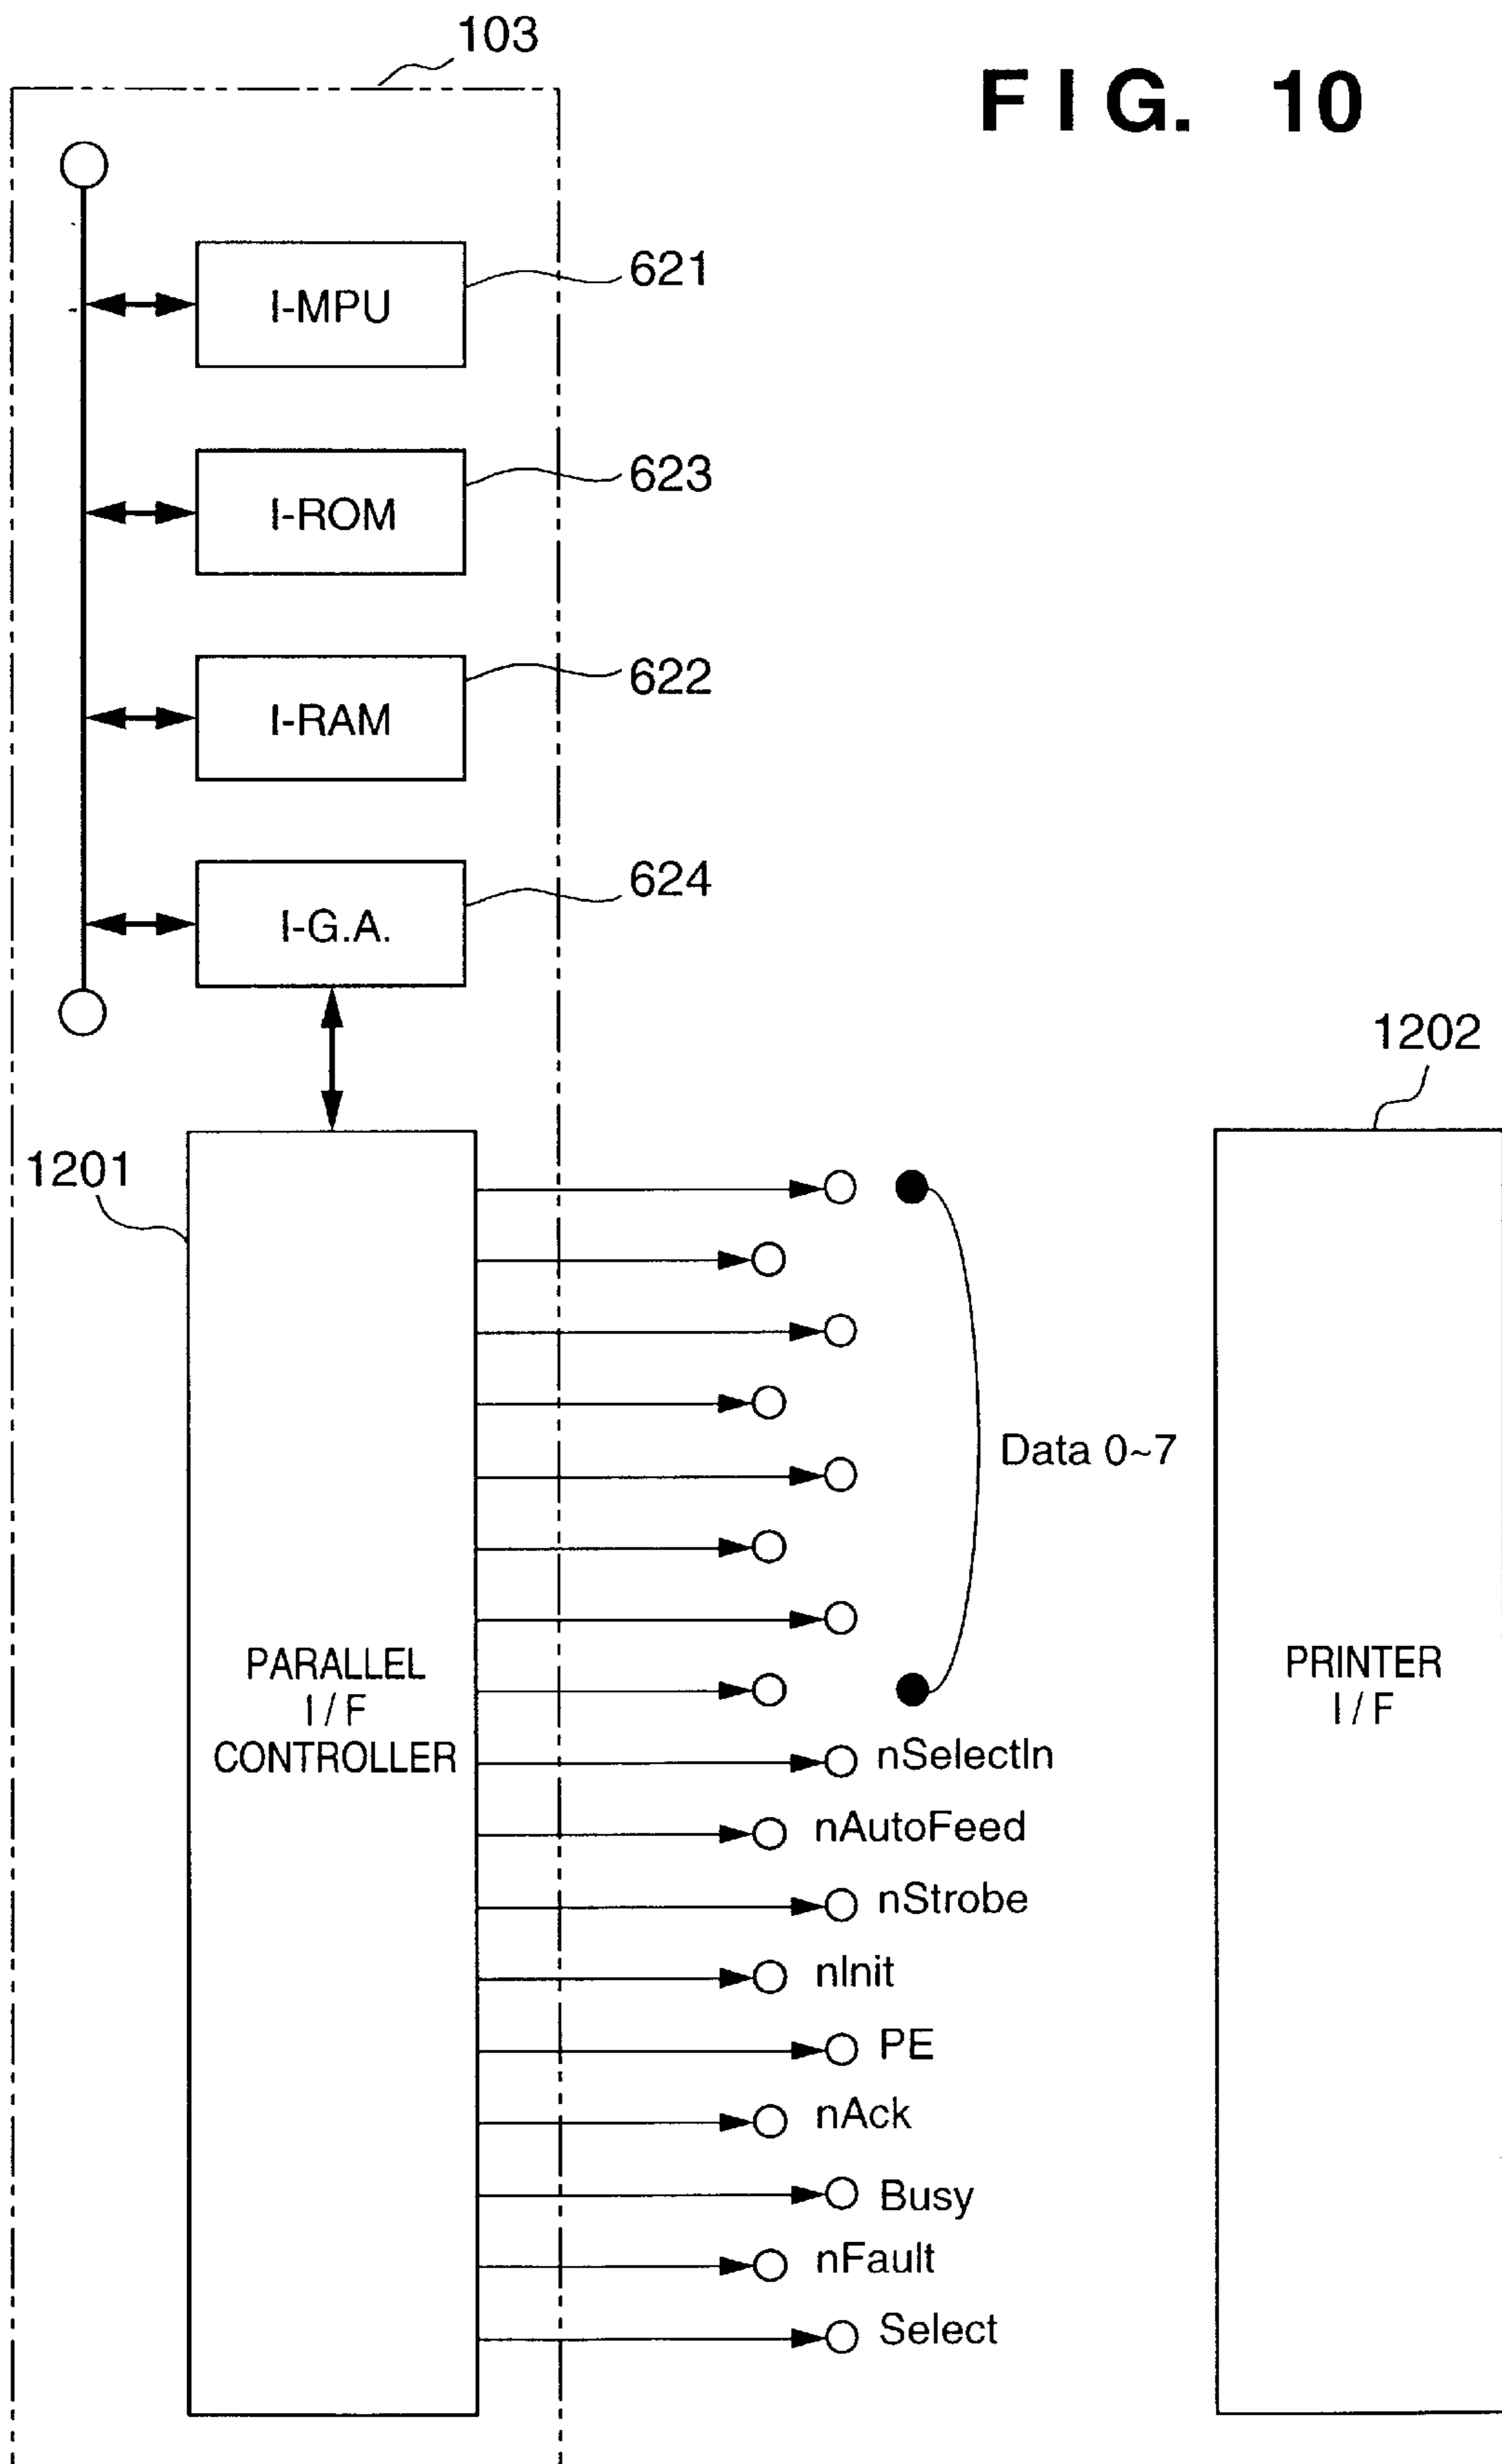 103
FIG. 10
621
I-MPU
623
I-ROM
622
I-RAM
624
I-G.A.
1202
1201
Data 0~7
PARALLEL
I/F
CONTROLLER
PRINTER
I/F
nSelectIn
nAutoFeed
nStrobe
nInit
PE
nAck
Busy
nFault
Select